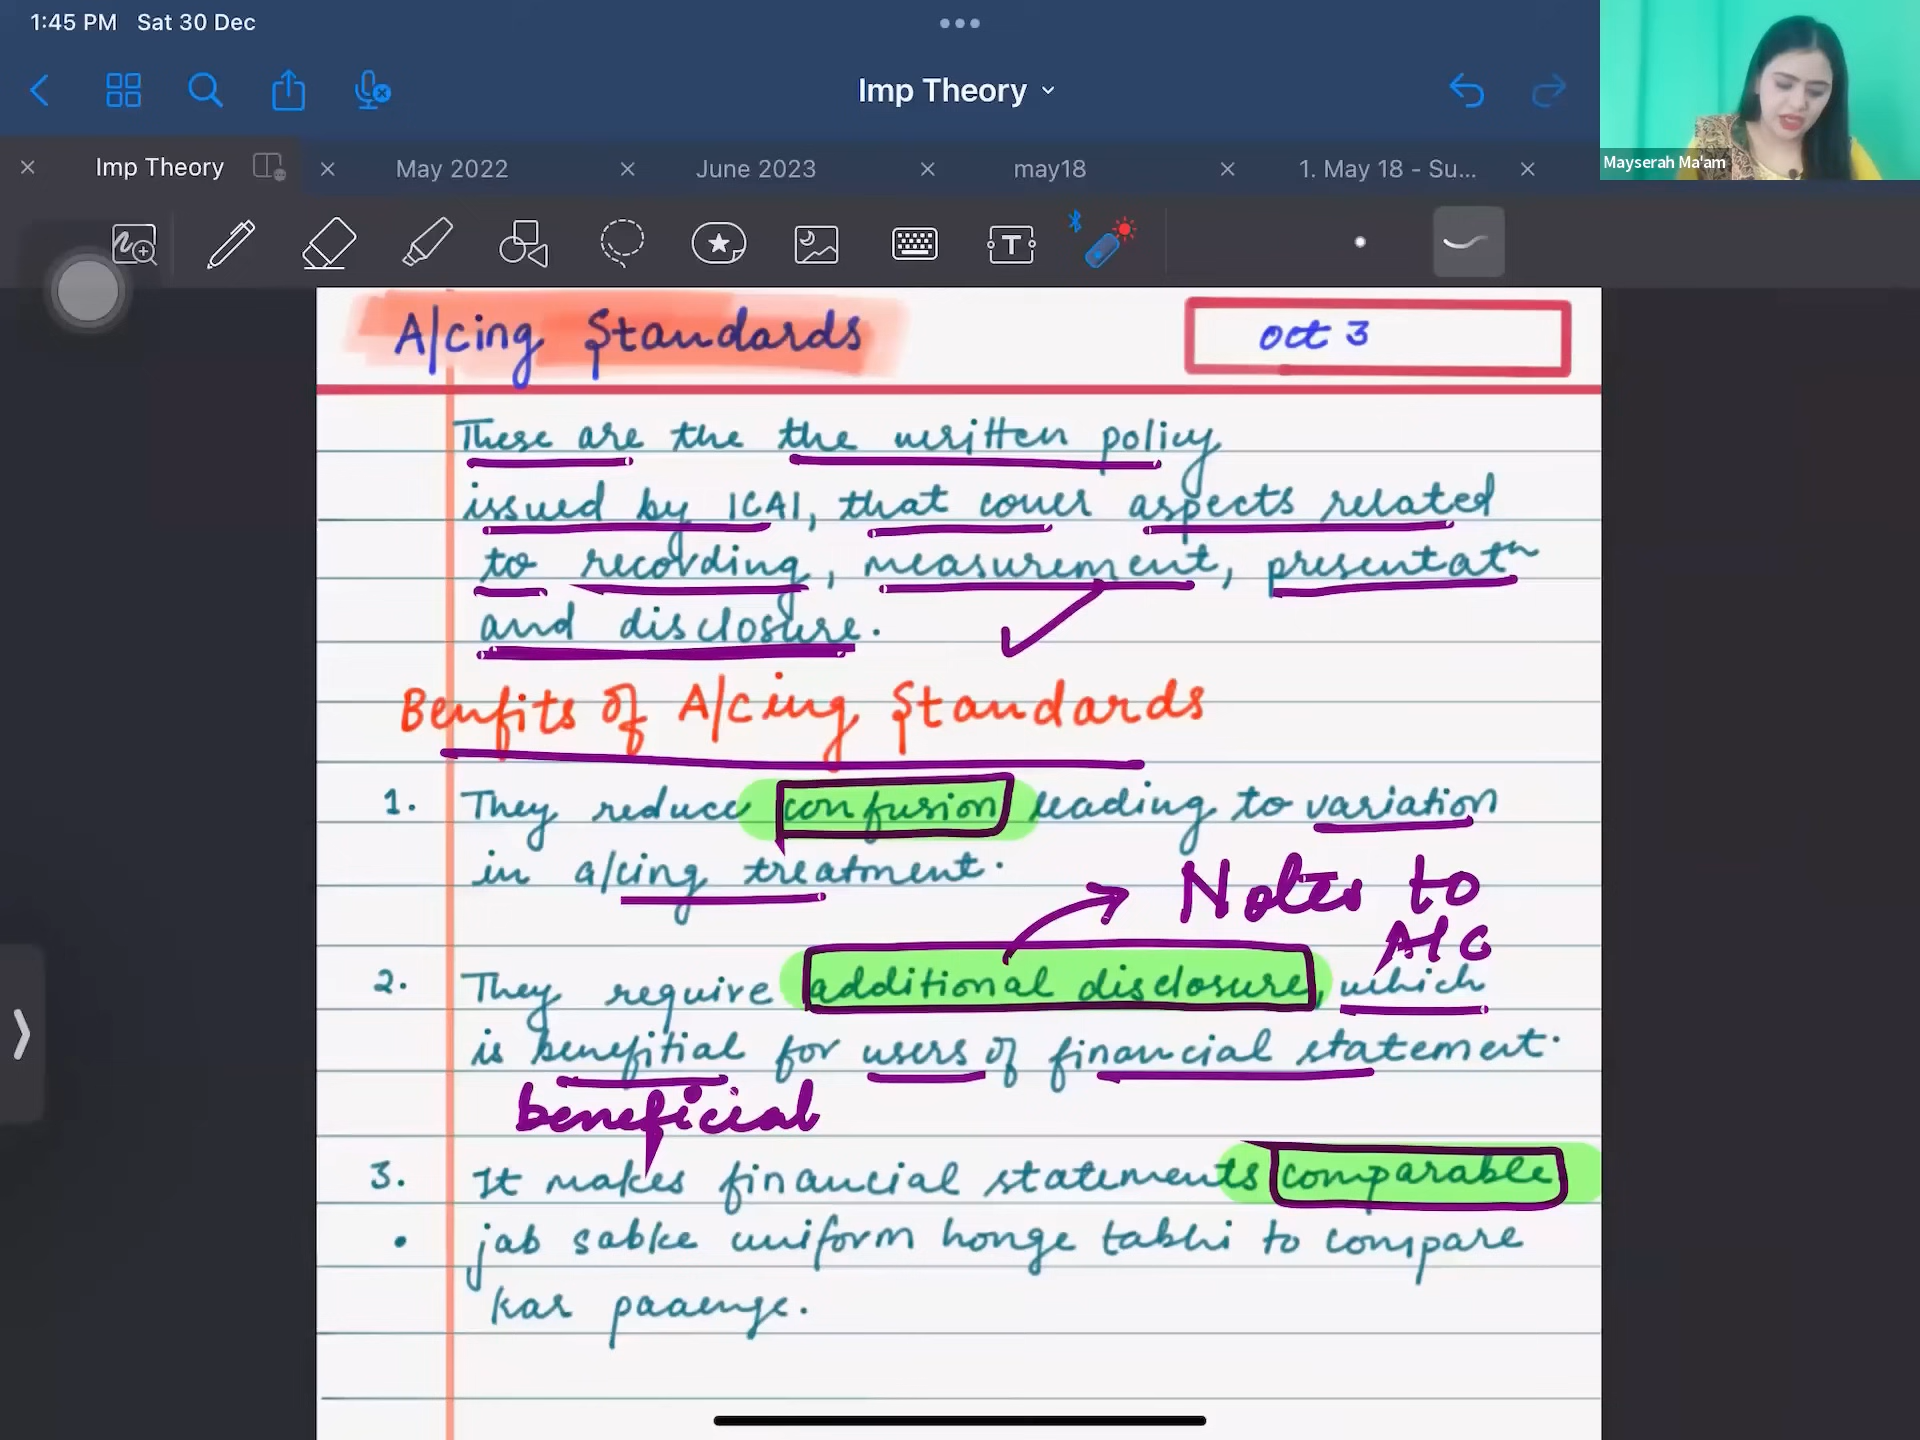 1:45 PM Sat 30 Dec
Imp Theory
Mayserah Ma'am
Imp Theory
May 2022
June 2023
may18
1. May 18 - Su...
T
A/cing Standards
oct 3
These are the the written policy
issued by ICAI, that cover aspects related
to recording, measurement, presentatn
and disclosure.
Benfits of A/cing Standards
1. They reduce confusion leading to variation
in a/cing treatment.
Notes to
A/C
2. They require additional disclosure, which
is benefitial for users of financial statement.
beneficial
3. It makes financial statements comparable
• jab sabke uniform honge tabhi to compare
kar paaenge.